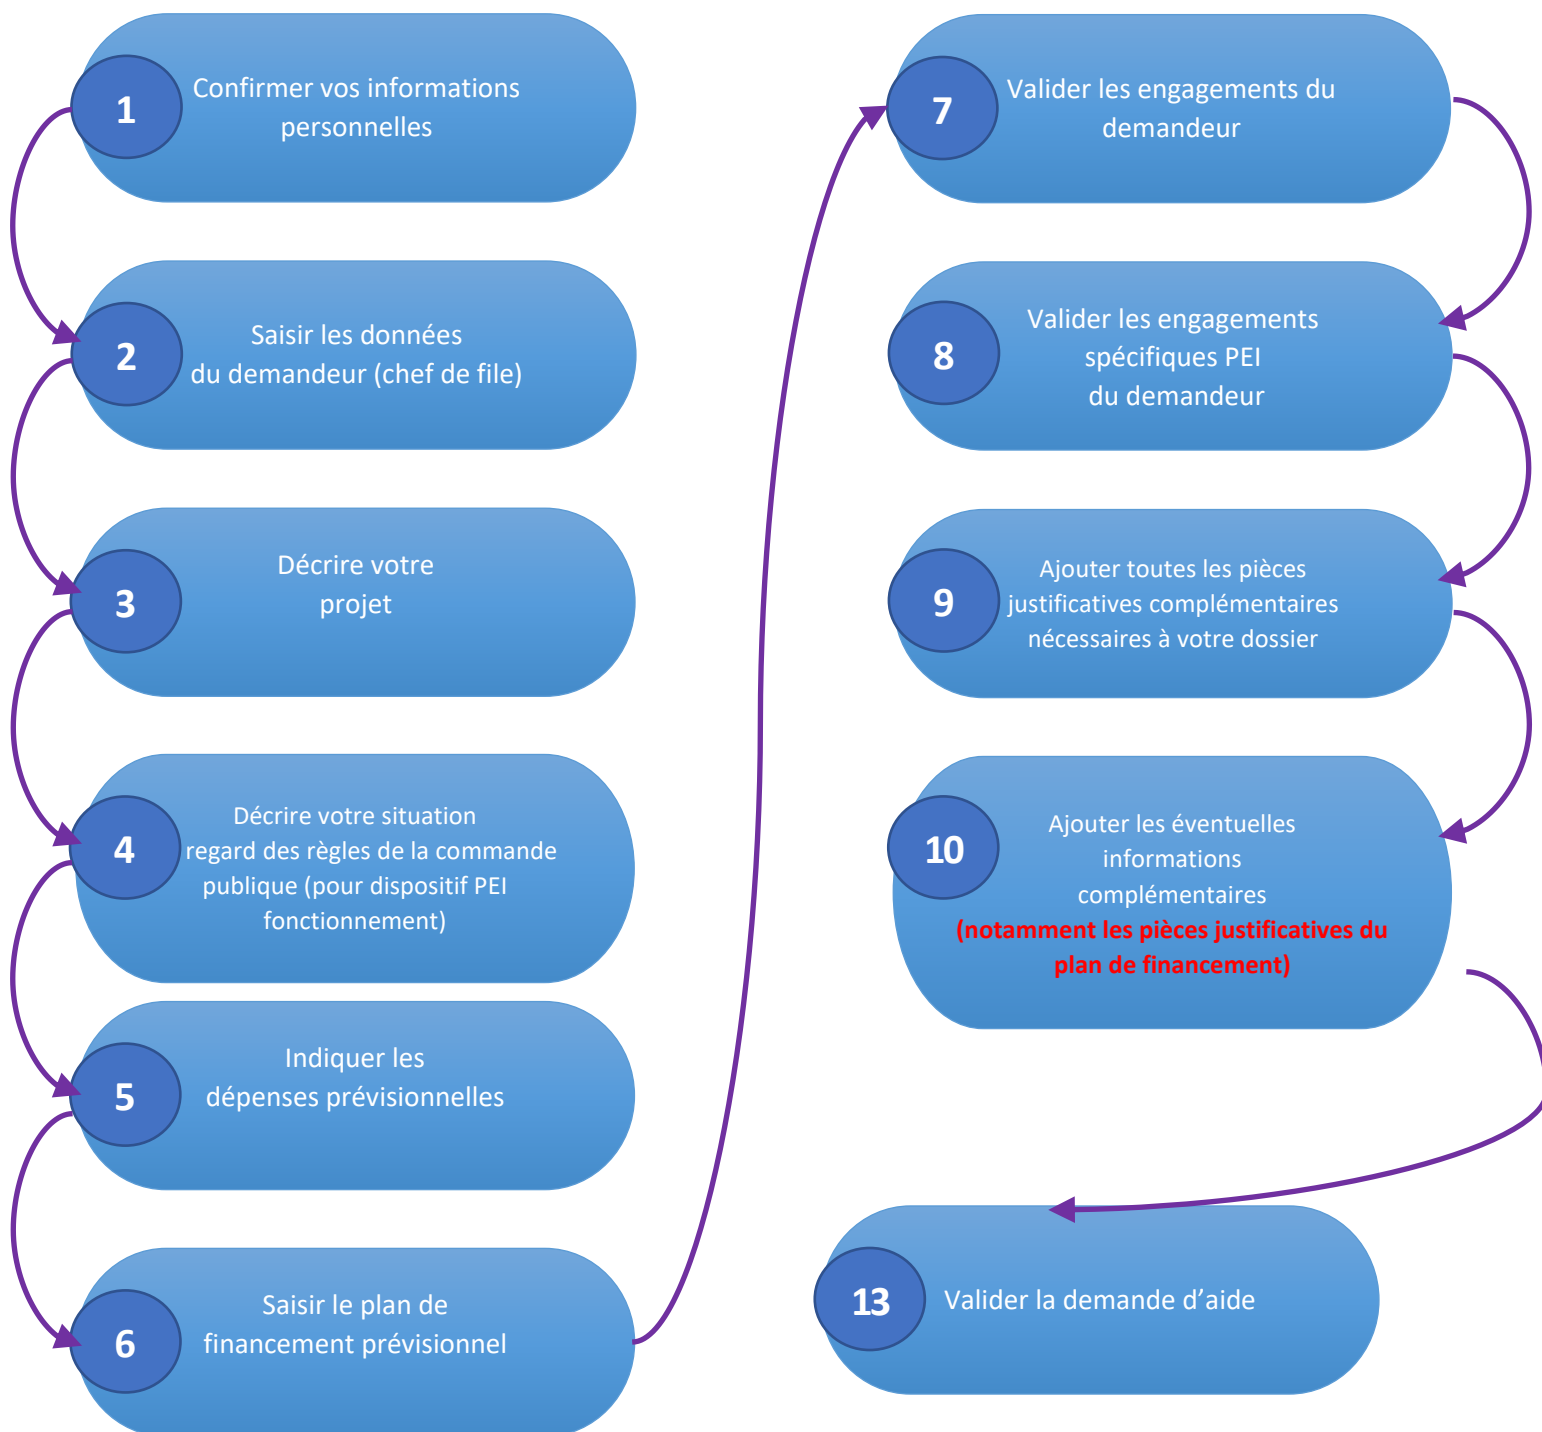 1
Confirmer vos informations
personnelles
2
Saisir les données
du demandeur (chef de file)
3
Décrire votre
projet
4
Décrire votre situation
regard des règles de la commande
publique (pour dispositif PEI
fonctionnement)
5
Indiquer les
dépenses prévisionnelles
6
Saisir le plan de
financement prévisionnel
7
Valider les engagements du
demandeur
8
Valider les engagements
spécifiques PEI
du demandeur
9
Ajouter toutes les pièces
justificatives complémentaires
nécessaires à votre dossier
10
Ajouter les éventuelles
informations
complémentaires
(notamment les pièces justificatives du
plan de financement)
13
Valider la demande d’aide